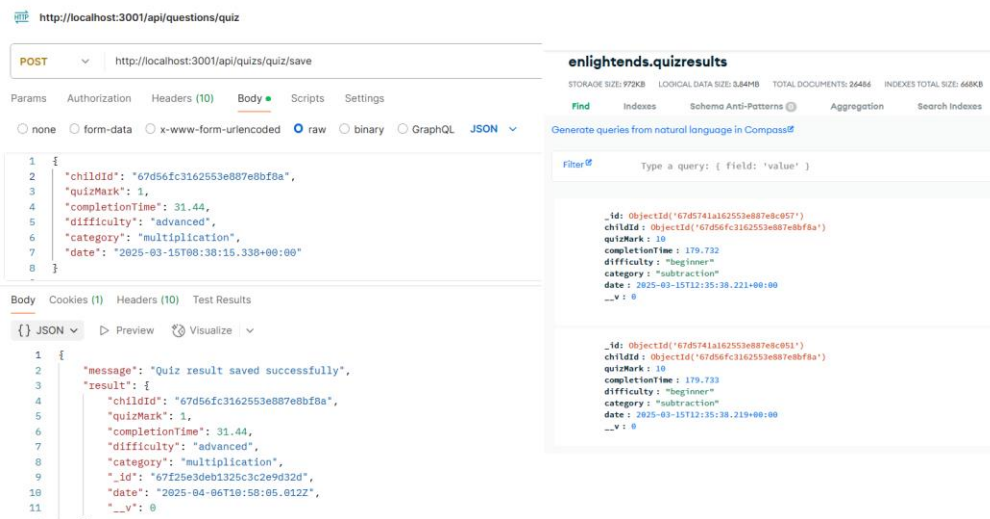 HTTP http://localhost:3001/api/questions/quiz
POST http://localhost:3001/api/quizs/quiz/save
Params Authorization Headers (10) Body Scripts Settings
none form-data x-www-form-urlencoded raw binary GraphQL JSON
1 {
2 "childId": "67d56fc3162553e887e8bf8a",
3 "quizMark": 1,
4 "completionTime": 31.44,
5 "difficulty": "advanced",
6 "category": "multiplication",
7 "date": "2025-03-15T08:38:15.338+00:00"
8 }
Body Cookies (1) Headers (10) Test Results
{} JSON Preview Visualize
1 {
2 "message": "Quiz result saved successfully",
3 "result": {
4 "childId": "67d56fc3162553e887e8bf8a",
5 "quizMark": 1,
6 "completionTime": 31.44,
7 "difficulty": "advanced",
8 "category": "multiplication",
9 "_id": "67f25e3deb1325c3c2e9d32d",
10 "date": "2025-04-06T10:58:05.012Z",
11 "__v": 0
enlightends.quizresults
STORAGE SIZE: 972KB LOGICAL DATA SIZE: 3.84MB TOTAL DOCUMENTS: 26486 INDEXES TOTAL SIZE: 668KB
Find Indexes Schema Anti-Patterns 0 Aggregation Search Indexes
Generate queries from natural language in Compass
Filter Type a query: { field: 'value' }
_id: ObjectId('67d5741a162553e887e8c057')
childId : ObjectId('67d56fc3162553e887e8bf8a')
quizMark : 10
completionTime : 179.732
difficulty : "beginner"
category : "subtraction"
date : 2025-03-15T12:35:38.221+00:00
__v : 0
_id: ObjectId('67d5741a162553e887e8c051')
childId : ObjectId('67d56fc3162553e887e8bf8a')
quizMark : 10
completionTime : 179.733
difficulty : "beginner"
category : "subtraction"
date : 2025-03-15T12:35:38.219+00:00
__v : 0